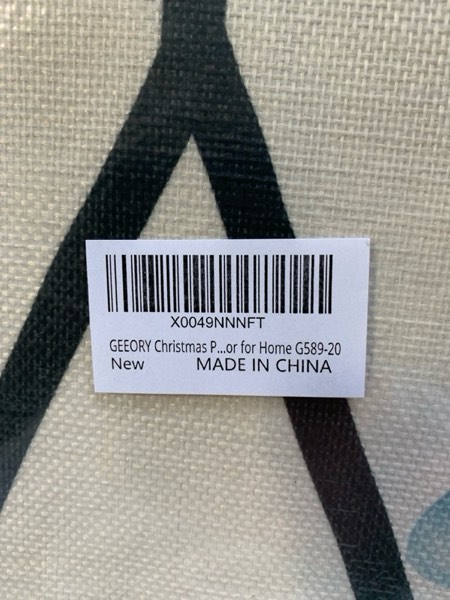 X0049NNNFT
GEEORY Christmas P...or for Home G589-20
New MADE IN CHINA